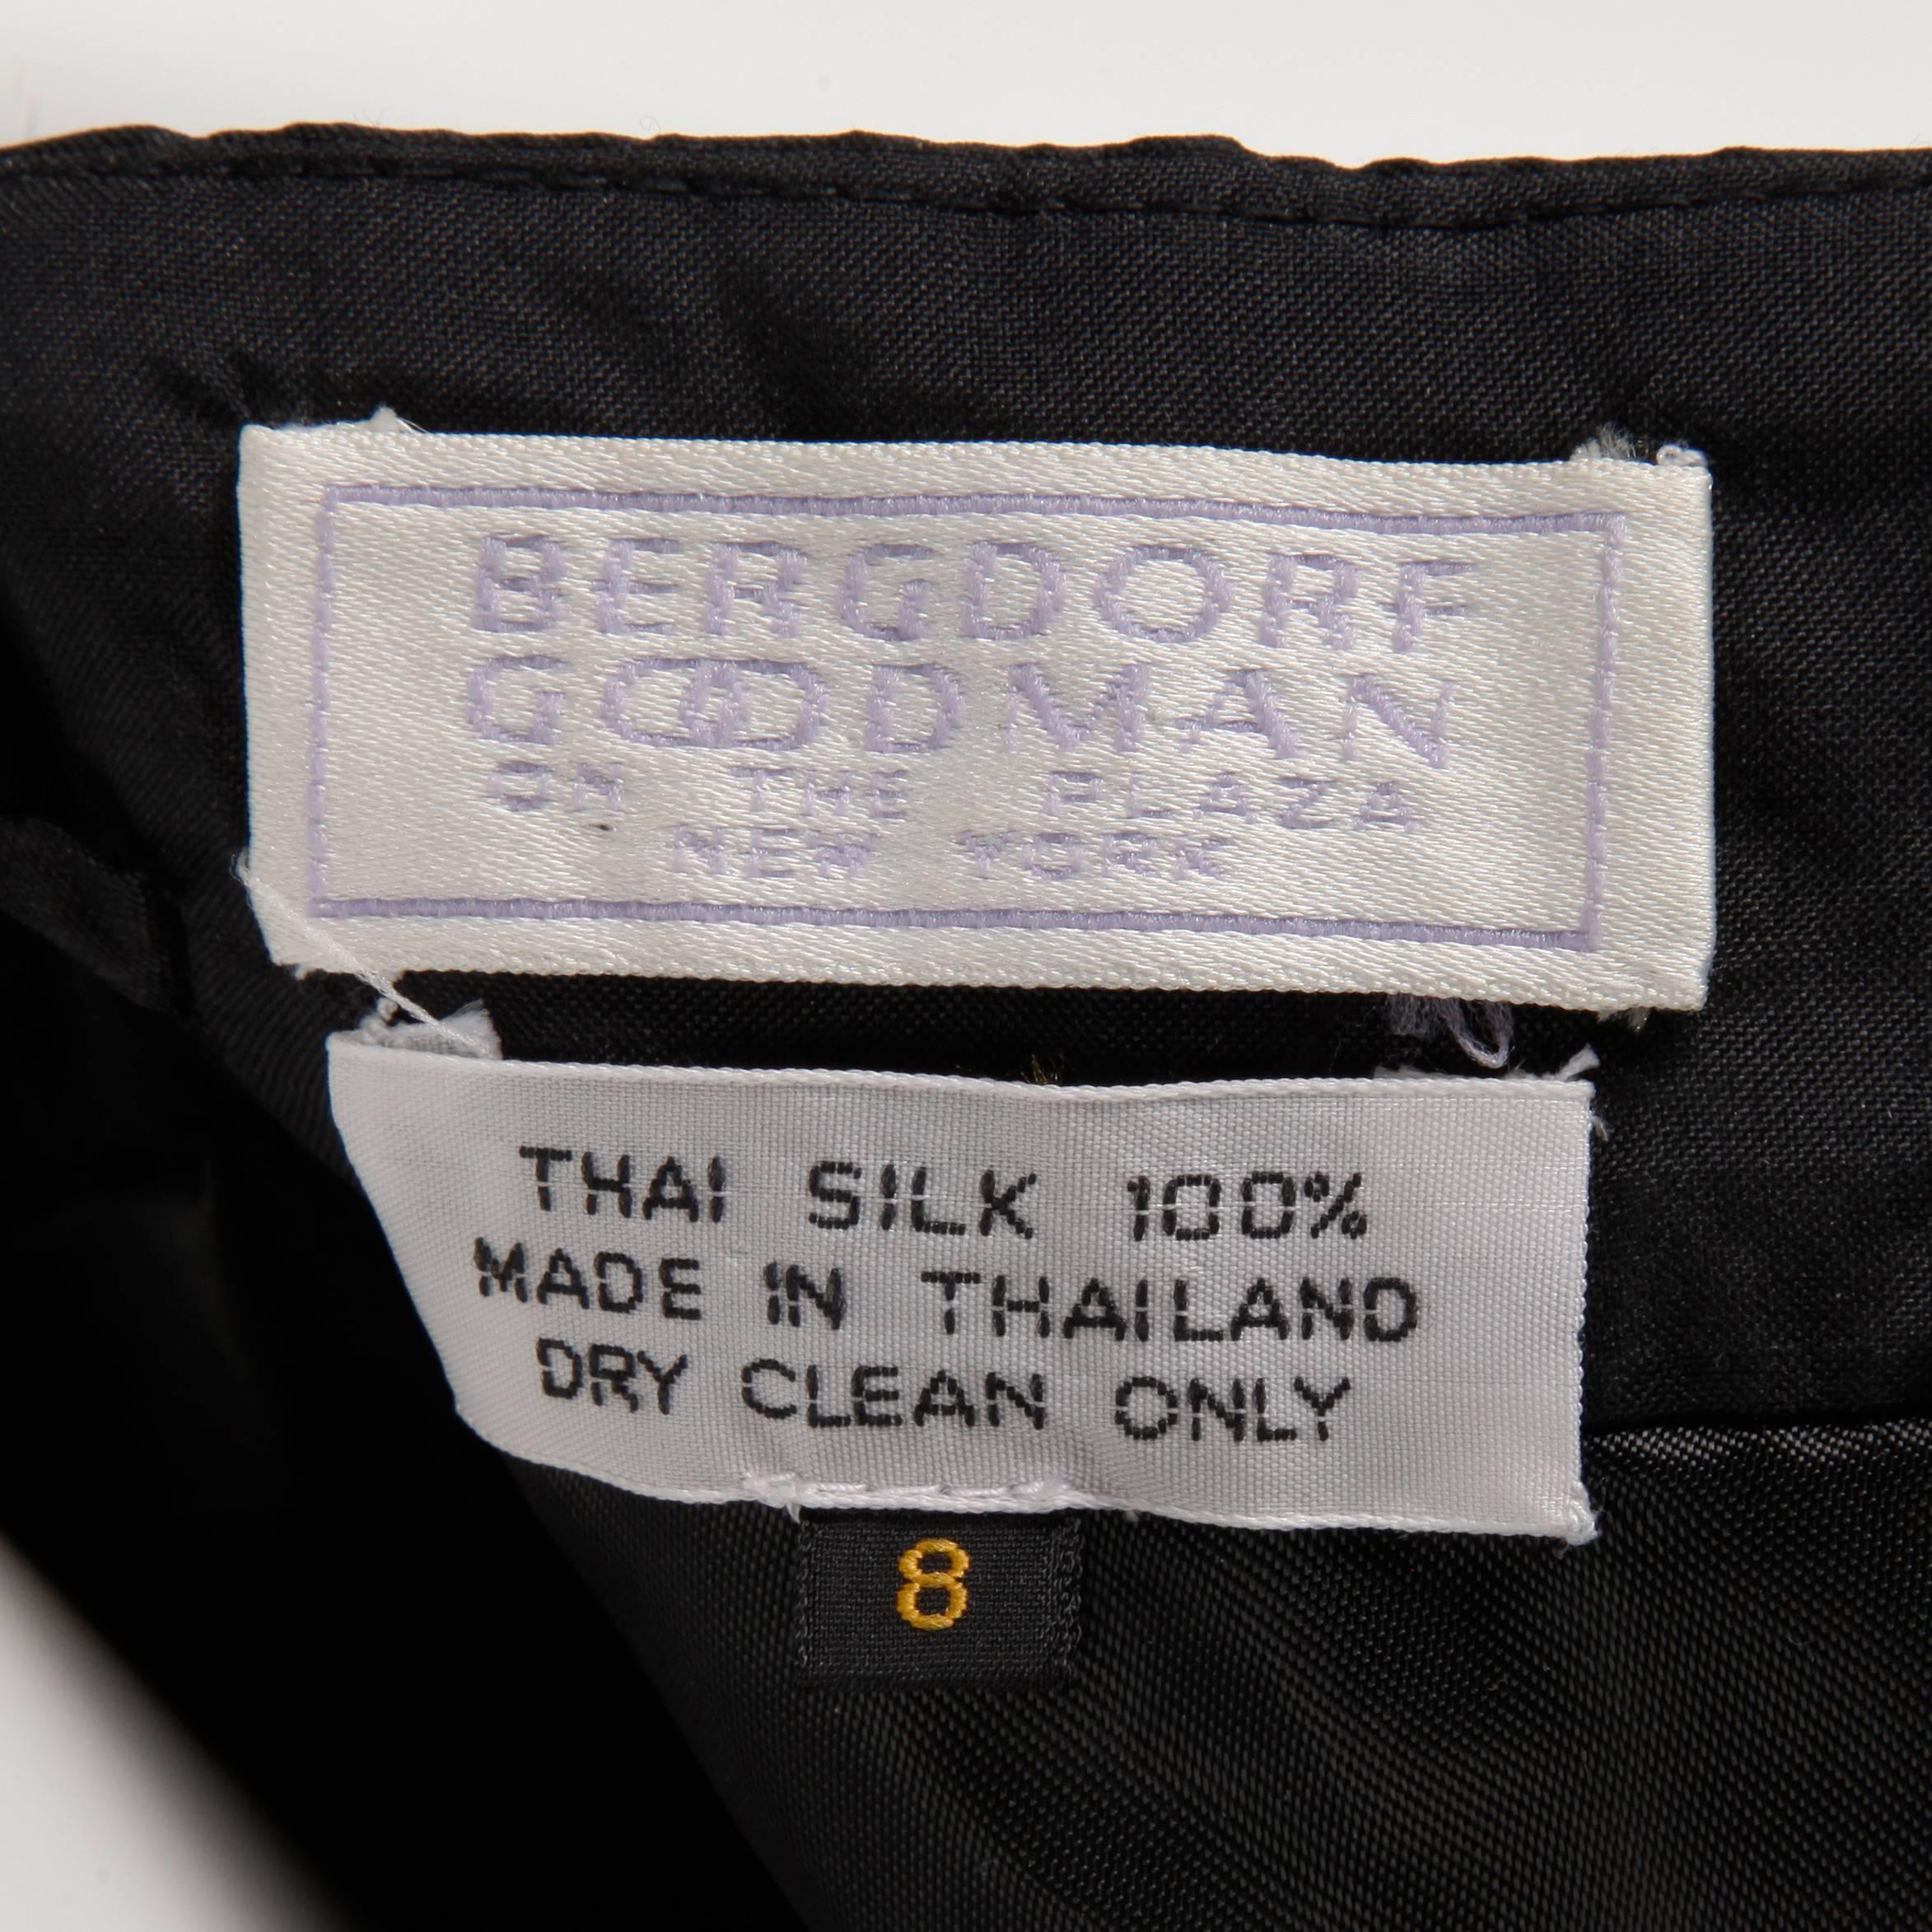 BERGDORF
GOODMAN
ON THE PLAZA
NEW YORK
THAI SILK 100%
MADE IN THAILAND
DRY CLEAN ONLY
8